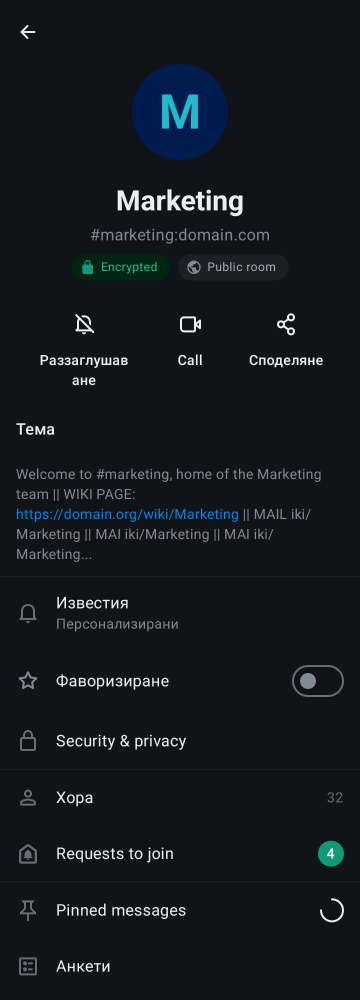 M
Marketing
#marketing:domain.com
Encrypted
Public room
Раззаглушав
ане
Call
Споделяне
Тема
Welcome to #marketing, home of the Marketing
team || WIKI PAGE:
https://domain.org/wiki/Marketing || MAIL iki/
Marketing || MAI iki/Marketing || MAI iki/
Marketing...
Известия
Персонализирани
Фаворизиране
Security & privacy
Хора 32
Requests to join 4
Pinned messages
Анкети